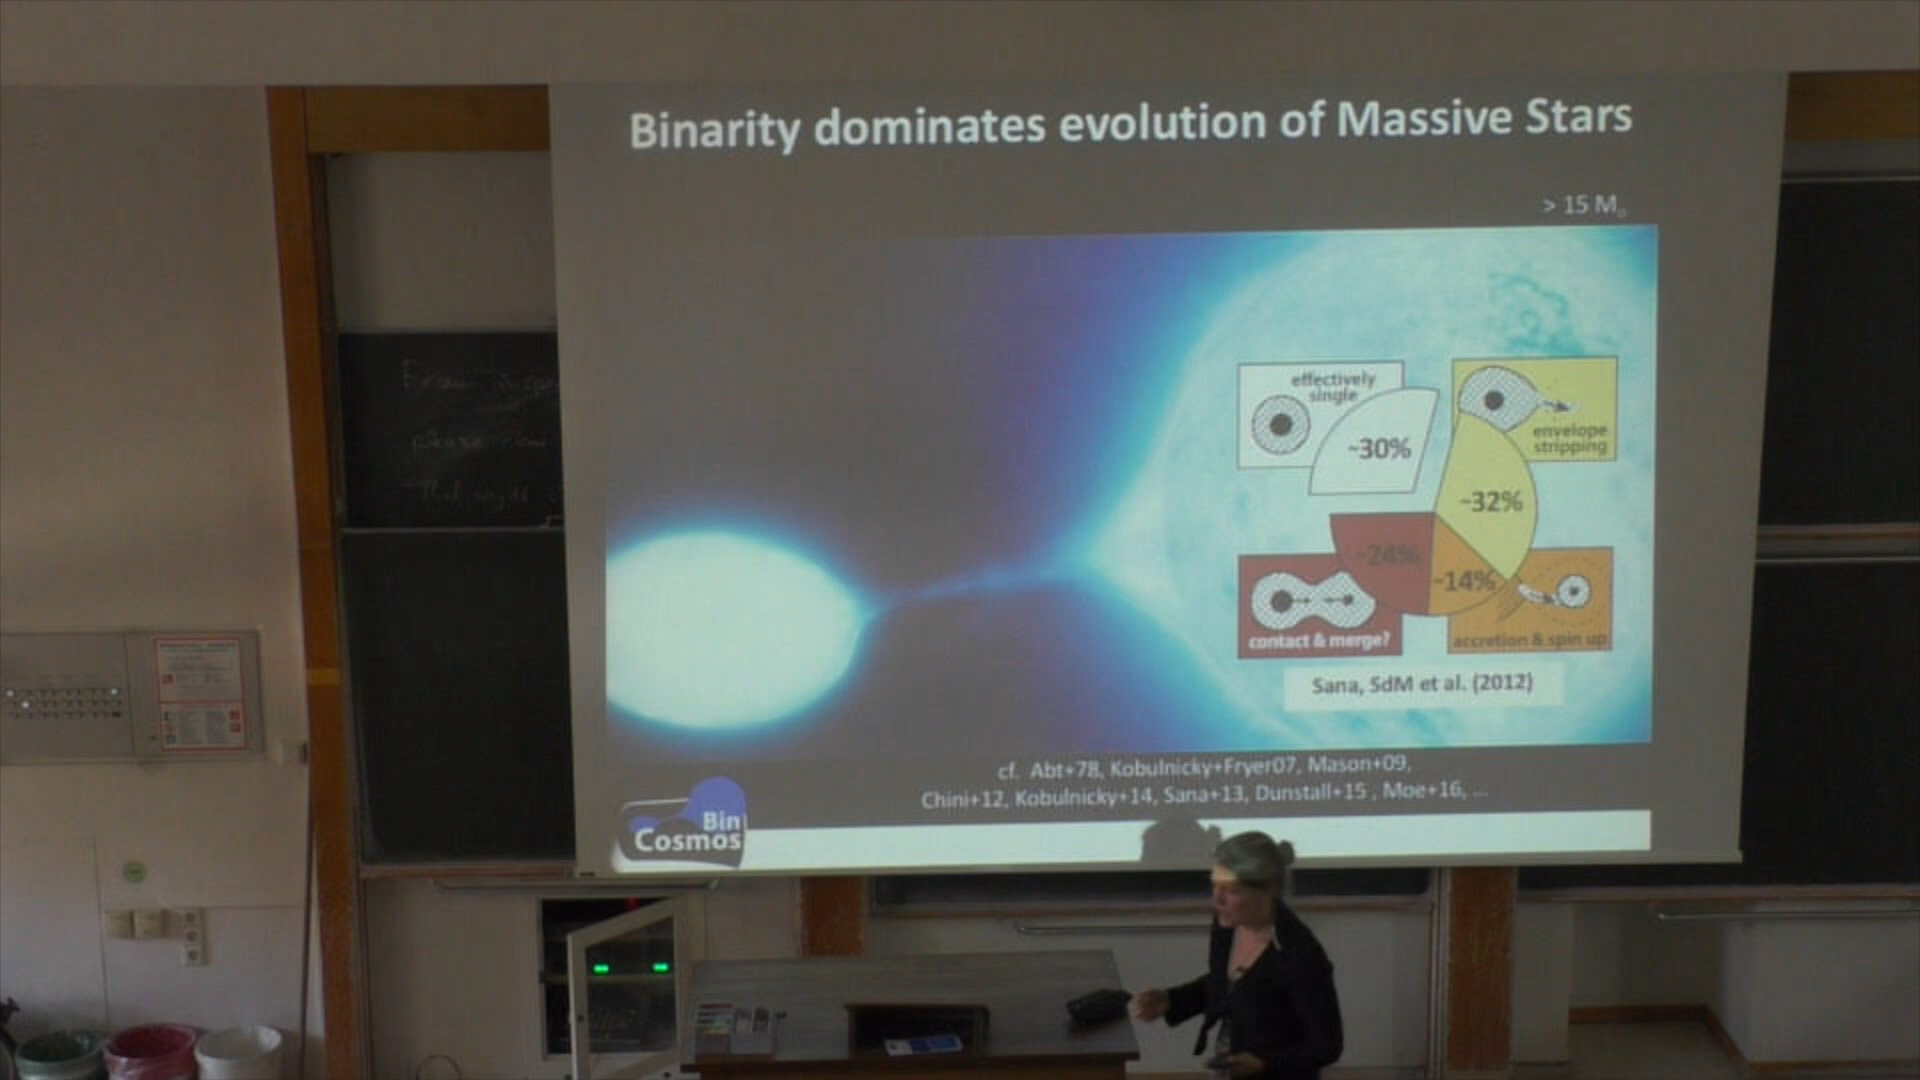 Binarity dominates evolution of Massive Stars
> 15 M☉
effectively
single
~30%
envelope
stripping
~32%
~24%
~14%
contact & merge?
accretion & spin up
Sana, SdM et al. (2012)
cf. Abt+78, Kobulnicky+Fryer07, Mason+09,
Chini+12, Kobulnicky+14, Sana+13, Dunstall+15 , Moe+16, ...
Bin
Cosmos
please